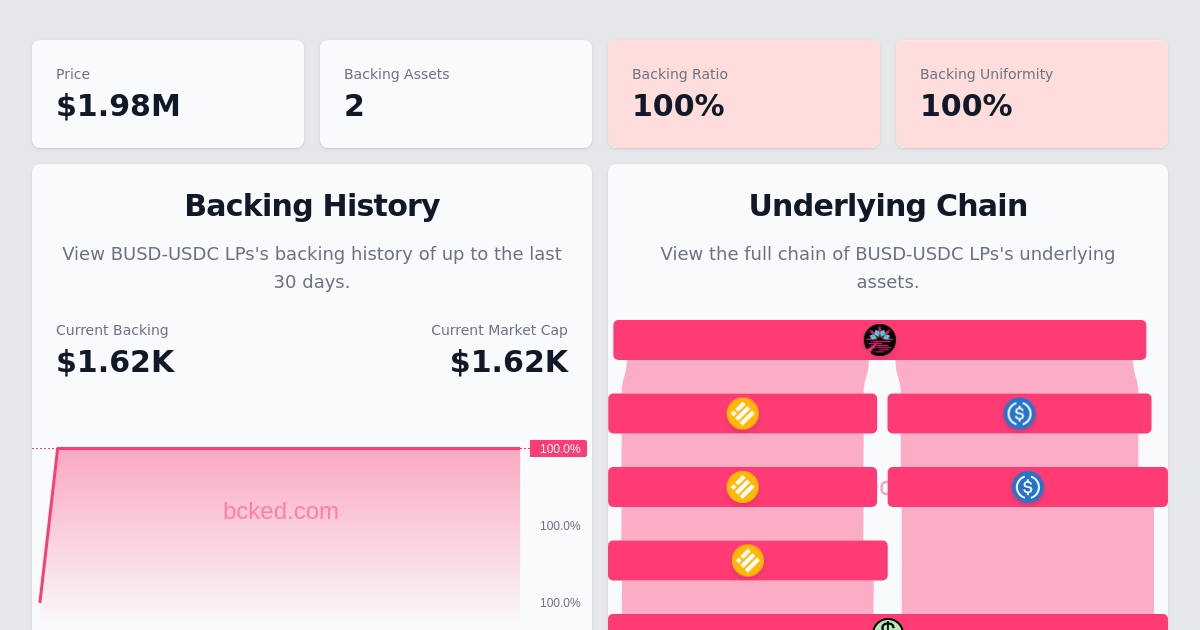 Price
$1.98M
Backing Assets
2
Backing Ratio
100%
Backing Uniformity
100%
Backing History
View BUSD-USDC LPs's backing history of up to the last
30 days.
Current Backing
$1.62K
Current Market Cap
$1.62K
100.0%
bcked.com
100.0%
100.0%
Underlying Chain
View the full chain of BUSD-USDC LPs's underlying
assets.